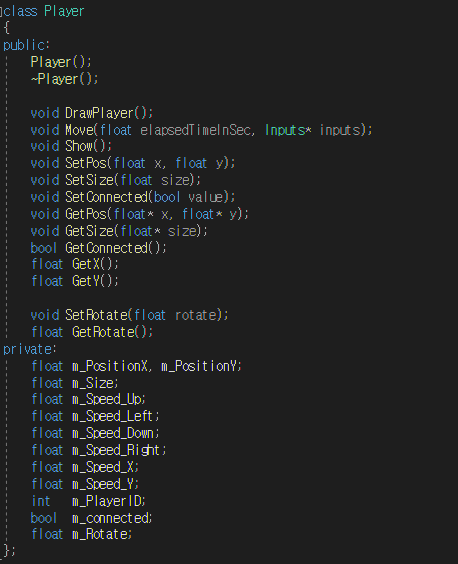 class Player
{
public:
    Player();
    ~Player();

    void DrawPlayer();
    void Move(float elapsedTimeInSec, Inputs* inputs);
    void Show();
    void SetPos(float x, float y);
    void SetSize(float size);
    void SetConnected(bool value);
    void GetPos(float* x, float* y);
    void GetSize(float* size);
    bool GetConnected();
    float GetX();
    float GetY();

    void SetRotate(float rotate);
    float GetRotate();
private:
    float m_PositionX, m_PositionY;
    float m_Size;
    float m_Speed_Up;
    float m_Speed_Left;
    float m_Speed_Down;
    float m_Speed_Right;
    float m_Speed_X;
    float m_Speed_Y;
    int  m_PlayerID;
    bool  m_connected;
    float m_Rotate;
};